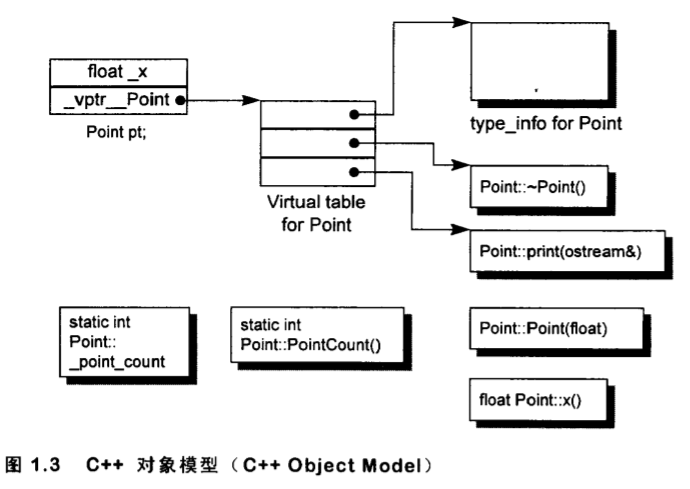 float _x
_vptr__Point
Point pt;
Virtual table
for Point
type_info for Point
Point::~Point()
Point::print(ostream&)
static int
Point::
_point_count
static int
Point::PointCount()
Point::Point(float)
float Point::x()
图 1.3 C++ 对象模型（C++ Object Model）